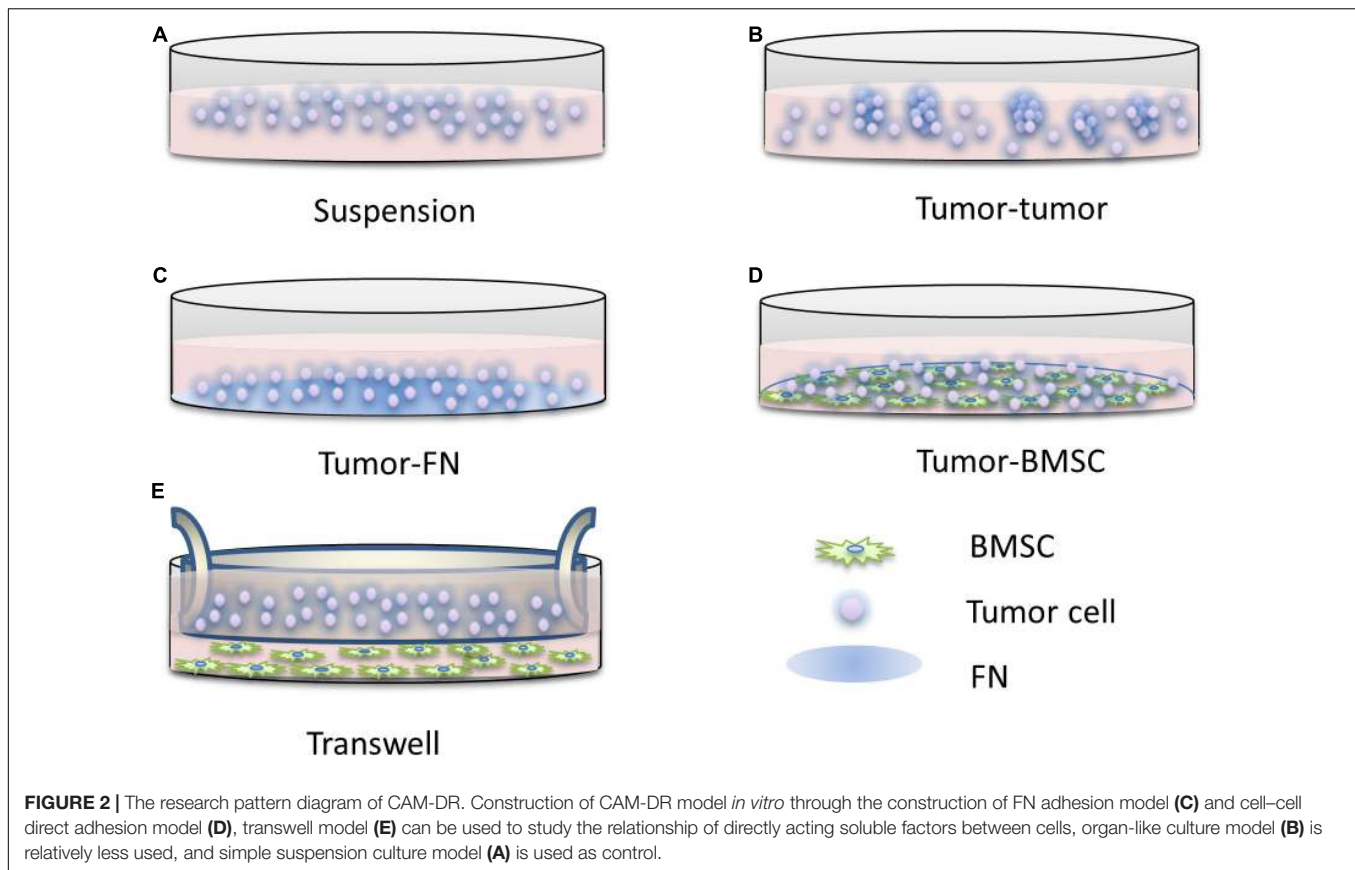 A
B
Suspension
Tumor-tumor
C
D
Tumor-FN
Tumor-BMSC
E
BMSC
Tumor cell
FN
Transwell
FIGURE 2 | The research pattern diagram of CAM-DR. Construction of CAM-DR model in vitro through the construction of FN adhesion model (C) and cell–cell
direct adhesion model (D), transwell model (E) can be used to study the relationship of directly acting soluble factors between cells, organ-like culture model (B) is
relatively less used, and simple suspension culture model (A) is used as control.